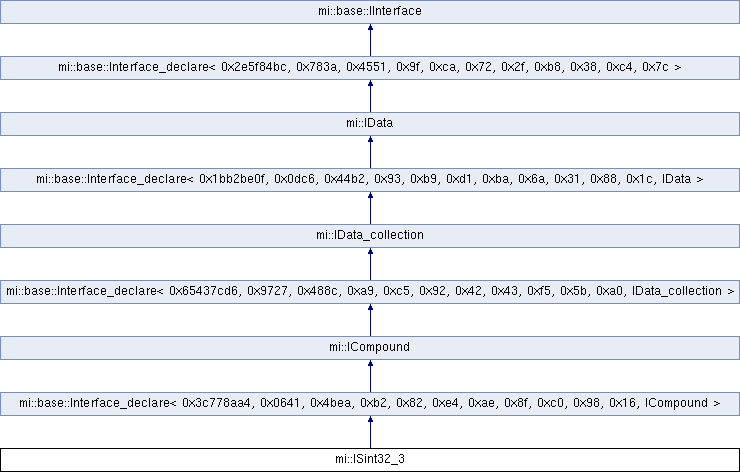 mi::base::IInterface
mi::base::Interface_declare< 0x2e5f84bc, 0x783a, 0x4551, 0x9f, 0xca, 0x72, 0x2f, 0xb8, 0x38, 0xc4, 0x7c >
mi::IData
mi::base::Interface_declare< 0x1bb2be0f, 0x0dc6, 0x44b2, 0x93, 0xb9, 0xd1, 0xba, 0x6a, 0x31, 0x88, 0x1c, IData >
mi::IData_collection
mi::base::Interface_declare< 0x65437cd6, 0x9727, 0x488c, 0xa9, 0xc5, 0x92, 0x42, 0x43, 0xf5, 0x5b, 0xa0, IData_collection >
mi::ICompound
mi::base::Interface_declare< 0x3c778aa4, 0x0641, 0x4bea, 0xb2, 0x82, 0xe4, 0xae, 0x8f, 0xc0, 0x98, 0x16, ICompound >
mi::ISint32_3